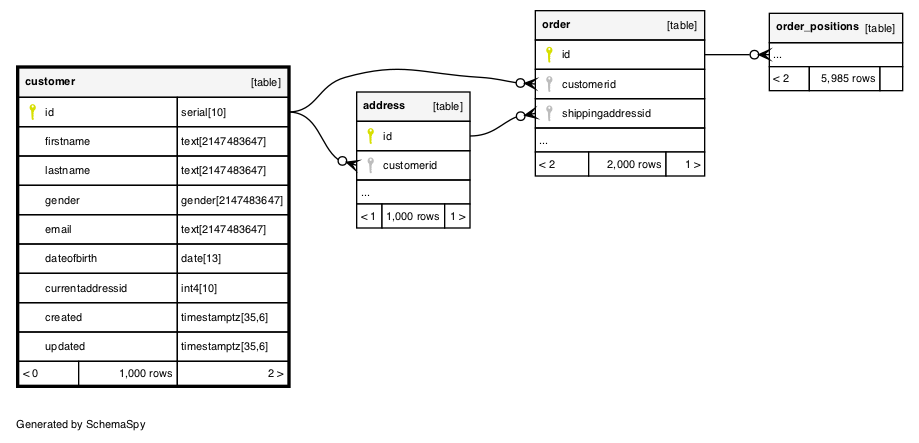 customer [table]
id serial[10]
firstname text[2147483647]
lastname text[2147483647]
gender gender[2147483647]
email text[2147483647]
dateofbirth date[13]
currentaddressid int4[10]
created timestamptz[35,6]
updated timestamptz[35,6]
< 0 1,000 rows 2 >
address [table]
id
customerid
...
< 1 1,000 rows 1 >
order [table]
id
customerid
shippingaddressid
...
< 2 2,000 rows 1 >
order_positions [table]
...
< 2 5,985 rows
Generated by SchemaSpy